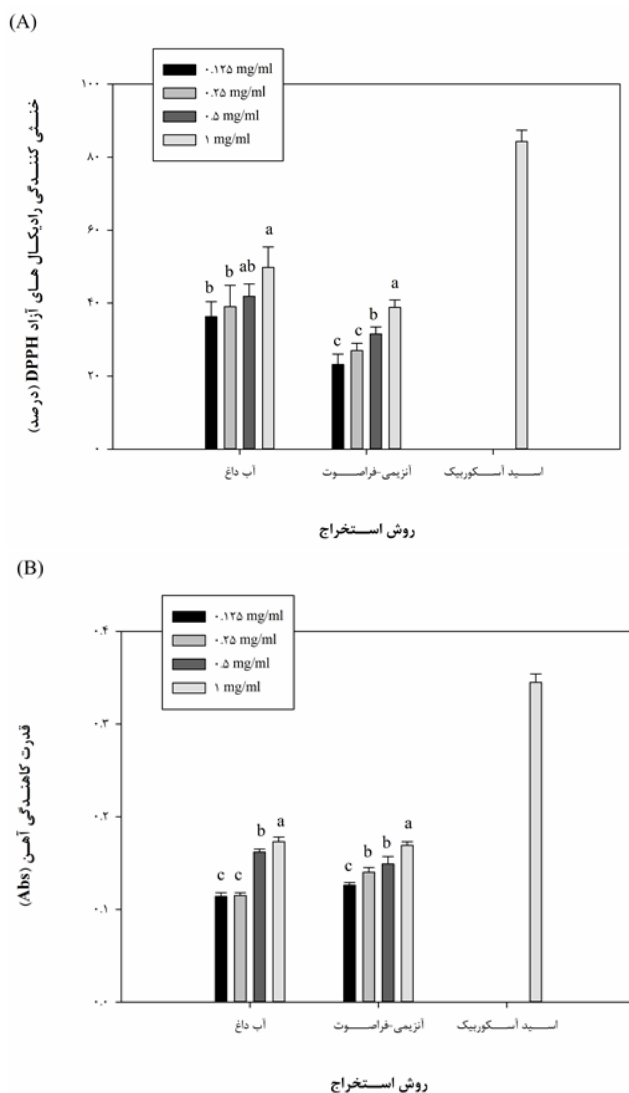 (A)
خنثی کنندگی رادیکال های آزاد DPPH (درصد)
۱۰۰
۸۰
۶۰
۴۰
۲۰
۰
۰.۱۲۵ mg/ml
۰.۲۵ mg/ml
۰.۵ mg/ml
۱ mg/ml
b b ab a
c c b a
آب داغ آنزیمی-فراصوت اسید آسکوربیک
روش استخراج
(B)
قدرت کاهندگی آهن (Abs)
۰.۴
۰.۳
۰.۲
۰.۱
۰.۰
۰.۱۲۵ mg/ml
۰.۲۵ mg/ml
۰.۵ mg/ml
۱ mg/ml
c c b a
c b b a
آب داغ آنزیمی-فراصوت اسید آسکوربیک
روش استخراج